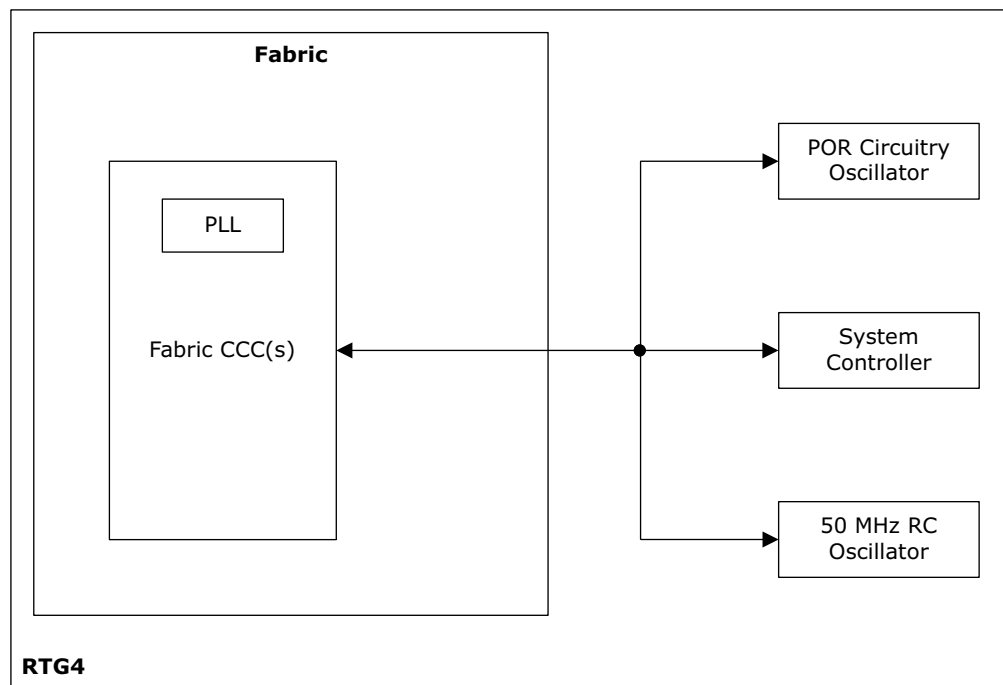 Fabric
POR Circuitry
Oscillator
PLL
Fabric CCC(s)
System
Controller
50 MHz RC
Oscillator
RTG4